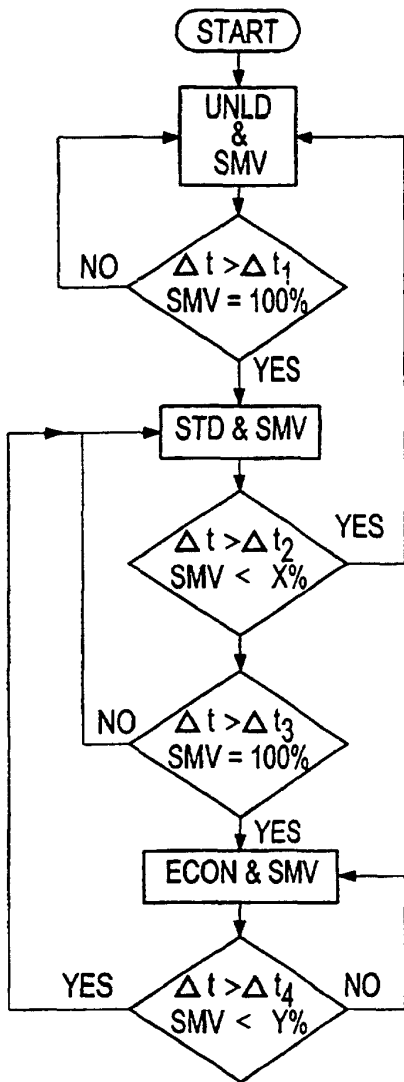 START
UNLD
&
SMV
NO
Δ t > Δ t₁
SMV = 100%
YES
STD & SMV
YES
Δ t > Δ t₂
SMV < X%
NO
Δ t > Δ t₃
SMV = 100%
YES
ECON & SMV
YES
Δ t > Δ t₄
SMV < Y%
NO